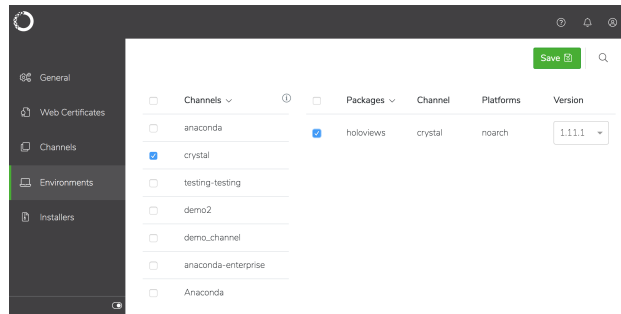 Save
General
Web Certificates
Channels
Environments
Installers
Channels
anaconda
crystal
testing-testing
demo2
demo_channel
anaconda-enterprise
Anaconda
Packages Channel Platforms Version
holoviews crystal noarch 1.11.1